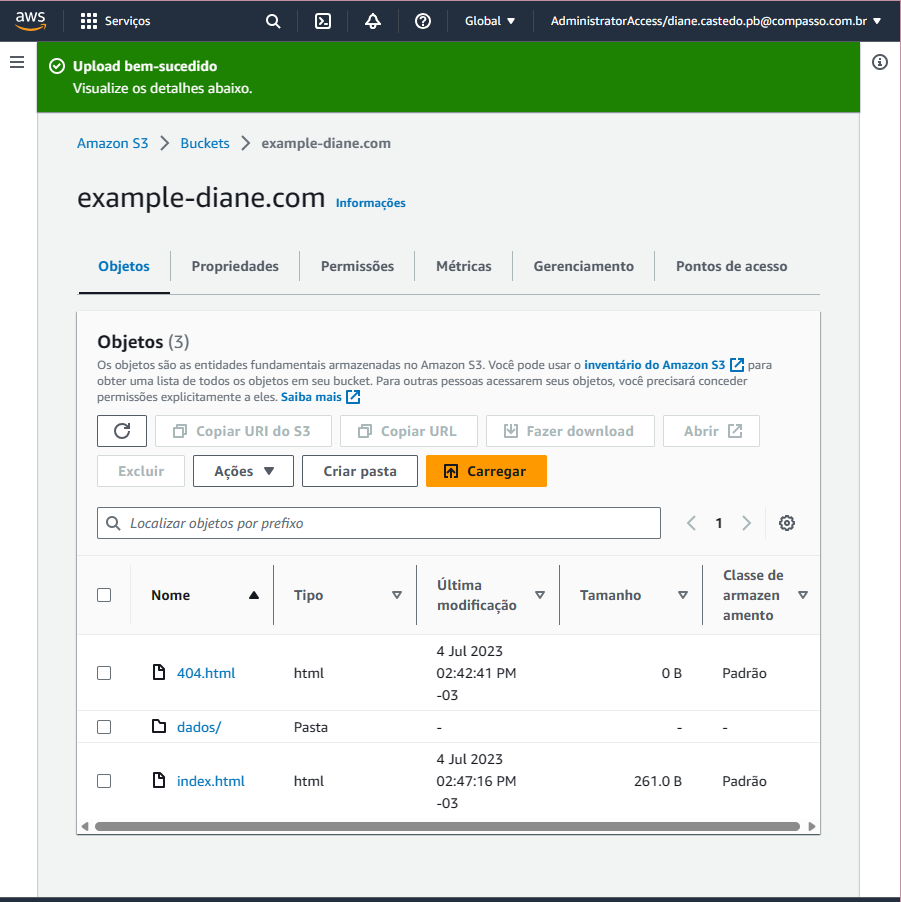 aws
Serviços
Global
AdministratorAccess/diane.castedo.pb@compasso.com.br
Upload bem-sucedido
Visualize os detalhes abaixo.
Amazon S3 > Buckets > example-diane.com
example-diane.com Informações
Objetos Propriedades Permissões Métricas Gerenciamento Pontos de acesso
Objetos (3)
Os objetos são as entidades fundamentais armazenadas no Amazon S3. Você pode usar o inventário do Amazon S3 para
obter uma lista de todos os objetos em seu bucket. Para outras pessoas acessarem seus objetos, você precisará conceder
permissões explicitamente a eles. Saiba mais
Copiar URI do S3 Copiar URL Fazer download Abrir
Excluir Ações Criar pasta Carregar
Localizar objetos por prefixo
1
Nome Tipo
Última
modificação
Tamanho
Classe de
armazen
amento
404.html html
4 Jul 2023
02:42:41 PM
-03
0 B Padrão
dados/ Pasta - - -
index.html html
4 Jul 2023
02:47:16 PM
-03
261.0 B Padrão